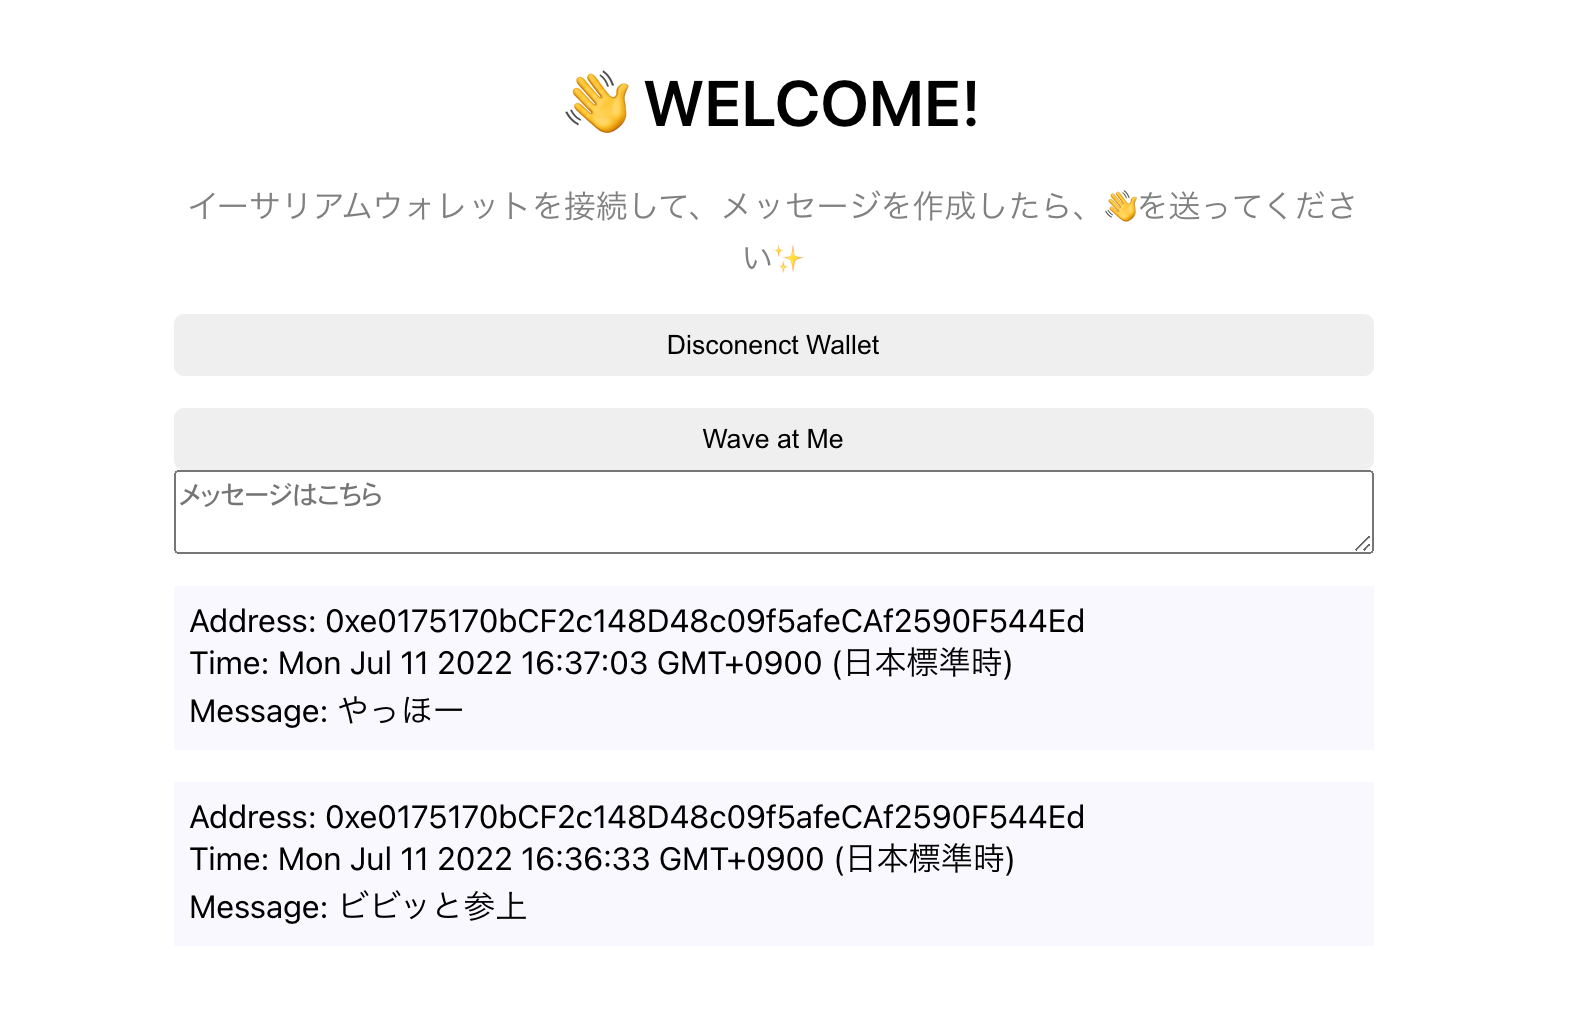 👋 WELCOME!
イーサリアムウォレットを接続して、メッセージを作成したら、👋を送ってくださ
い✨
Disconenct Wallet
Wave at Me
メッセージはこちら
Address: 0xe0175170bCF2c148D48c09f5afeCAf2590F544Ed
Time: Mon Jul 11 2022 16:37:03 GMT+0900 (日本標準時)
Message: やっほー
Address: 0xe0175170bCF2c148D48c09f5afeCAf2590F544Ed
Time: Mon Jul 11 2022 16:36:33 GMT+0900 (日本標準時)
Message: ビビッと参上